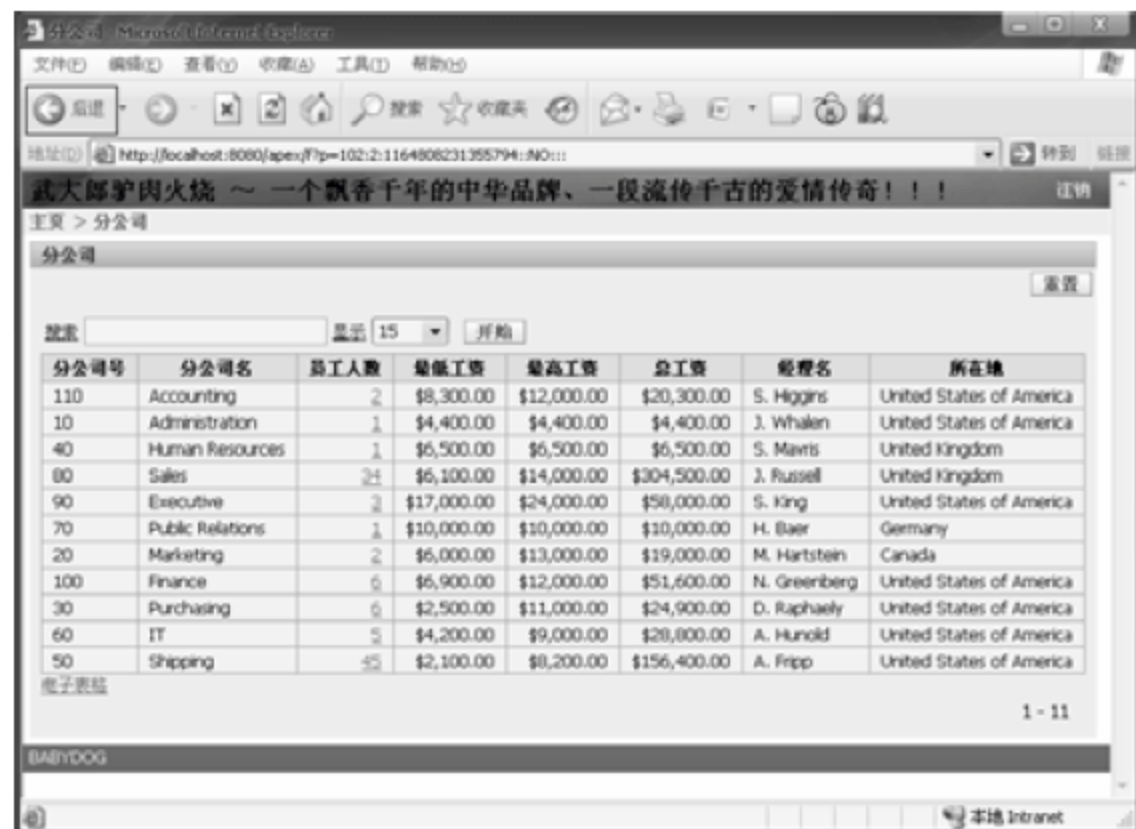 分公司 - Microsoft Internet Explorer
文件(F) 编辑(E) 查看(V) 收藏(A) 工具(T) 帮助(H)
后退 搜索 收藏夹
地址(D) http://localhost:8080/apex/f?p=102:2:1164808231355794::NO::: 转到 链接
武大郎驴肉火烧 ～ 一个飘香千年的中华品牌、一段流传千古的爱情传奇！！！ 注销
主页 > 分公司
分公司
重置
搜索 显示 15 开始
分公司号 分公司名 员工人数 最低工资 最高工资 总工资 经理名 所在地
110 Accounting 2 $8,300.00 $12,000.00 $20,300.00 S. Higgins United States of America
10 Administration 1 $4,400.00 $4,400.00 $4,400.00 J. Whalen United States of America
40 Human Resources 1 $6,500.00 $6,500.00 $6,500.00 S. Mavris United Kingdom
80 Sales 34 $6,100.00 $14,000.00 $304,500.00 J. Russell United Kingdom
90 Executive 3 $17,000.00 $24,000.00 $58,000.00 S. King United States of America
70 Public Relations 1 $10,000.00 $10,000.00 $10,000.00 H. Baer Germany
20 Marketing 2 $6,000.00 $13,000.00 $19,000.00 M. Hartstein Canada
100 Finance 6 $6,900.00 $12,000.00 $51,600.00 N. Greenberg United States of America
30 Purchasing 6 $2,500.00 $11,000.00 $24,900.00 D. Raphaely United States of America
60 IT 5 $4,200.00 $9,000.00 $28,800.00 A. Hunold United States of America
50 Shipping 45 $2,100.00 $8,200.00 $156,400.00 A. Fripp United States of America
电子表格
1 - 11
BABYDOG
本地 Intranet